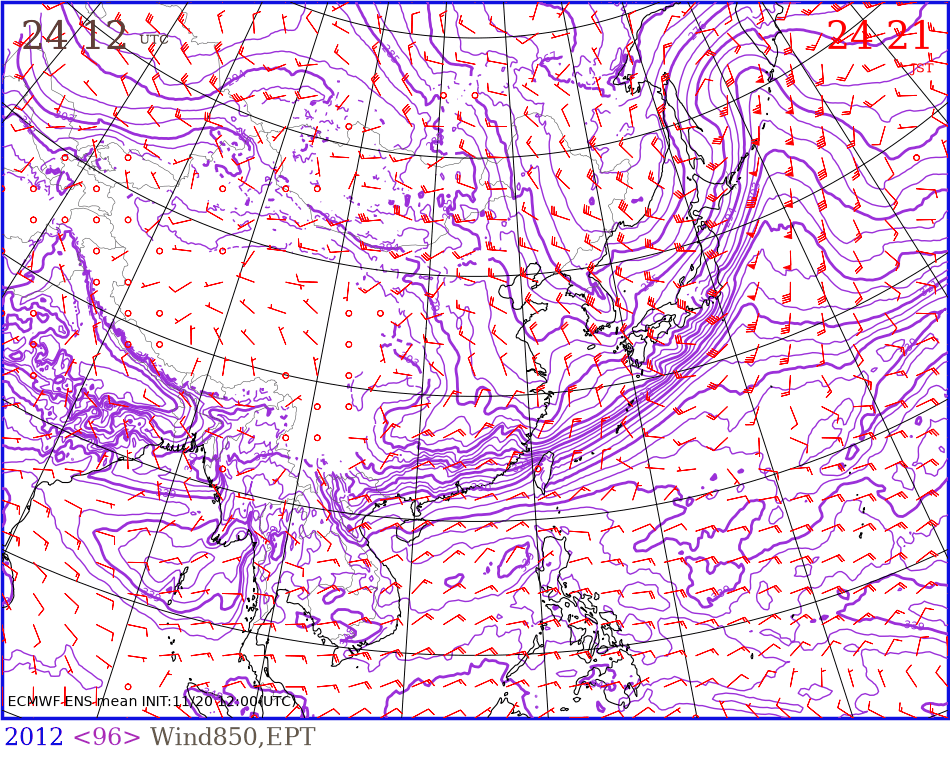 24 12 UTC
24 21 JST
ECMWF ENS mean INIT:11/20 12:00(UTC)
2012 <96> Wind850,EPT